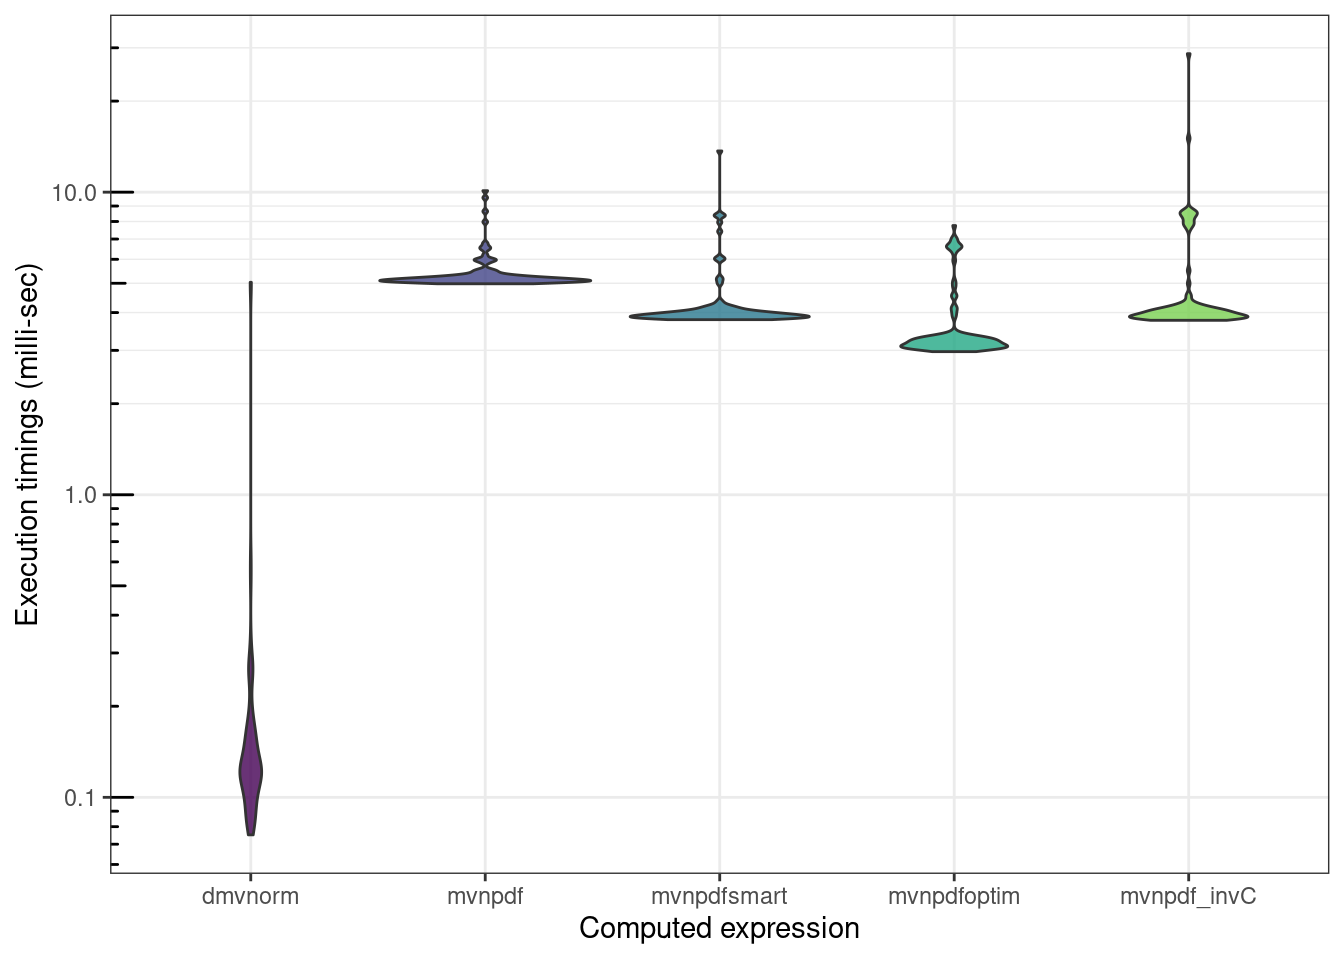 Execution timings (milli-sec)
10.0
1.0
0.1
dmvnorm mvnpdf mvnpdfsmart mvnpdfoptim mvnpdf_invC
Computed expression